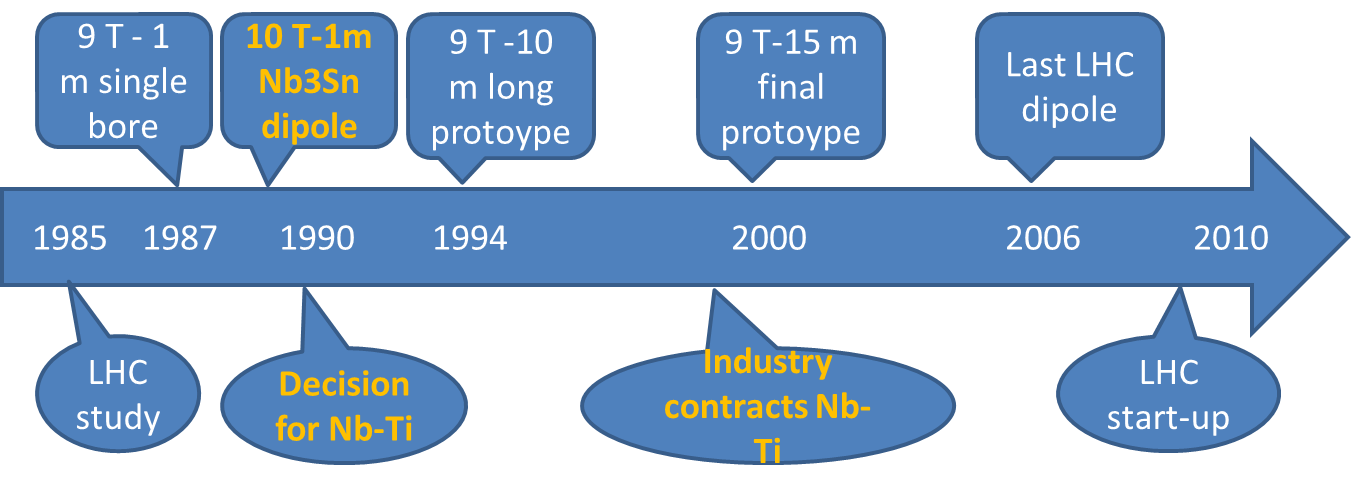 9 T - 1
m single
bore
10 T-1m
Nb3Sn
dipole
9 T -10
m long
protoype
9 T-15 m
final
protoype
Last LHC
dipole
1985
1987
1990
1994
2000
2006
2010
LHC
study
Decision
for Nb-Ti
Industry
contracts Nb-
Ti
LHC
start-up